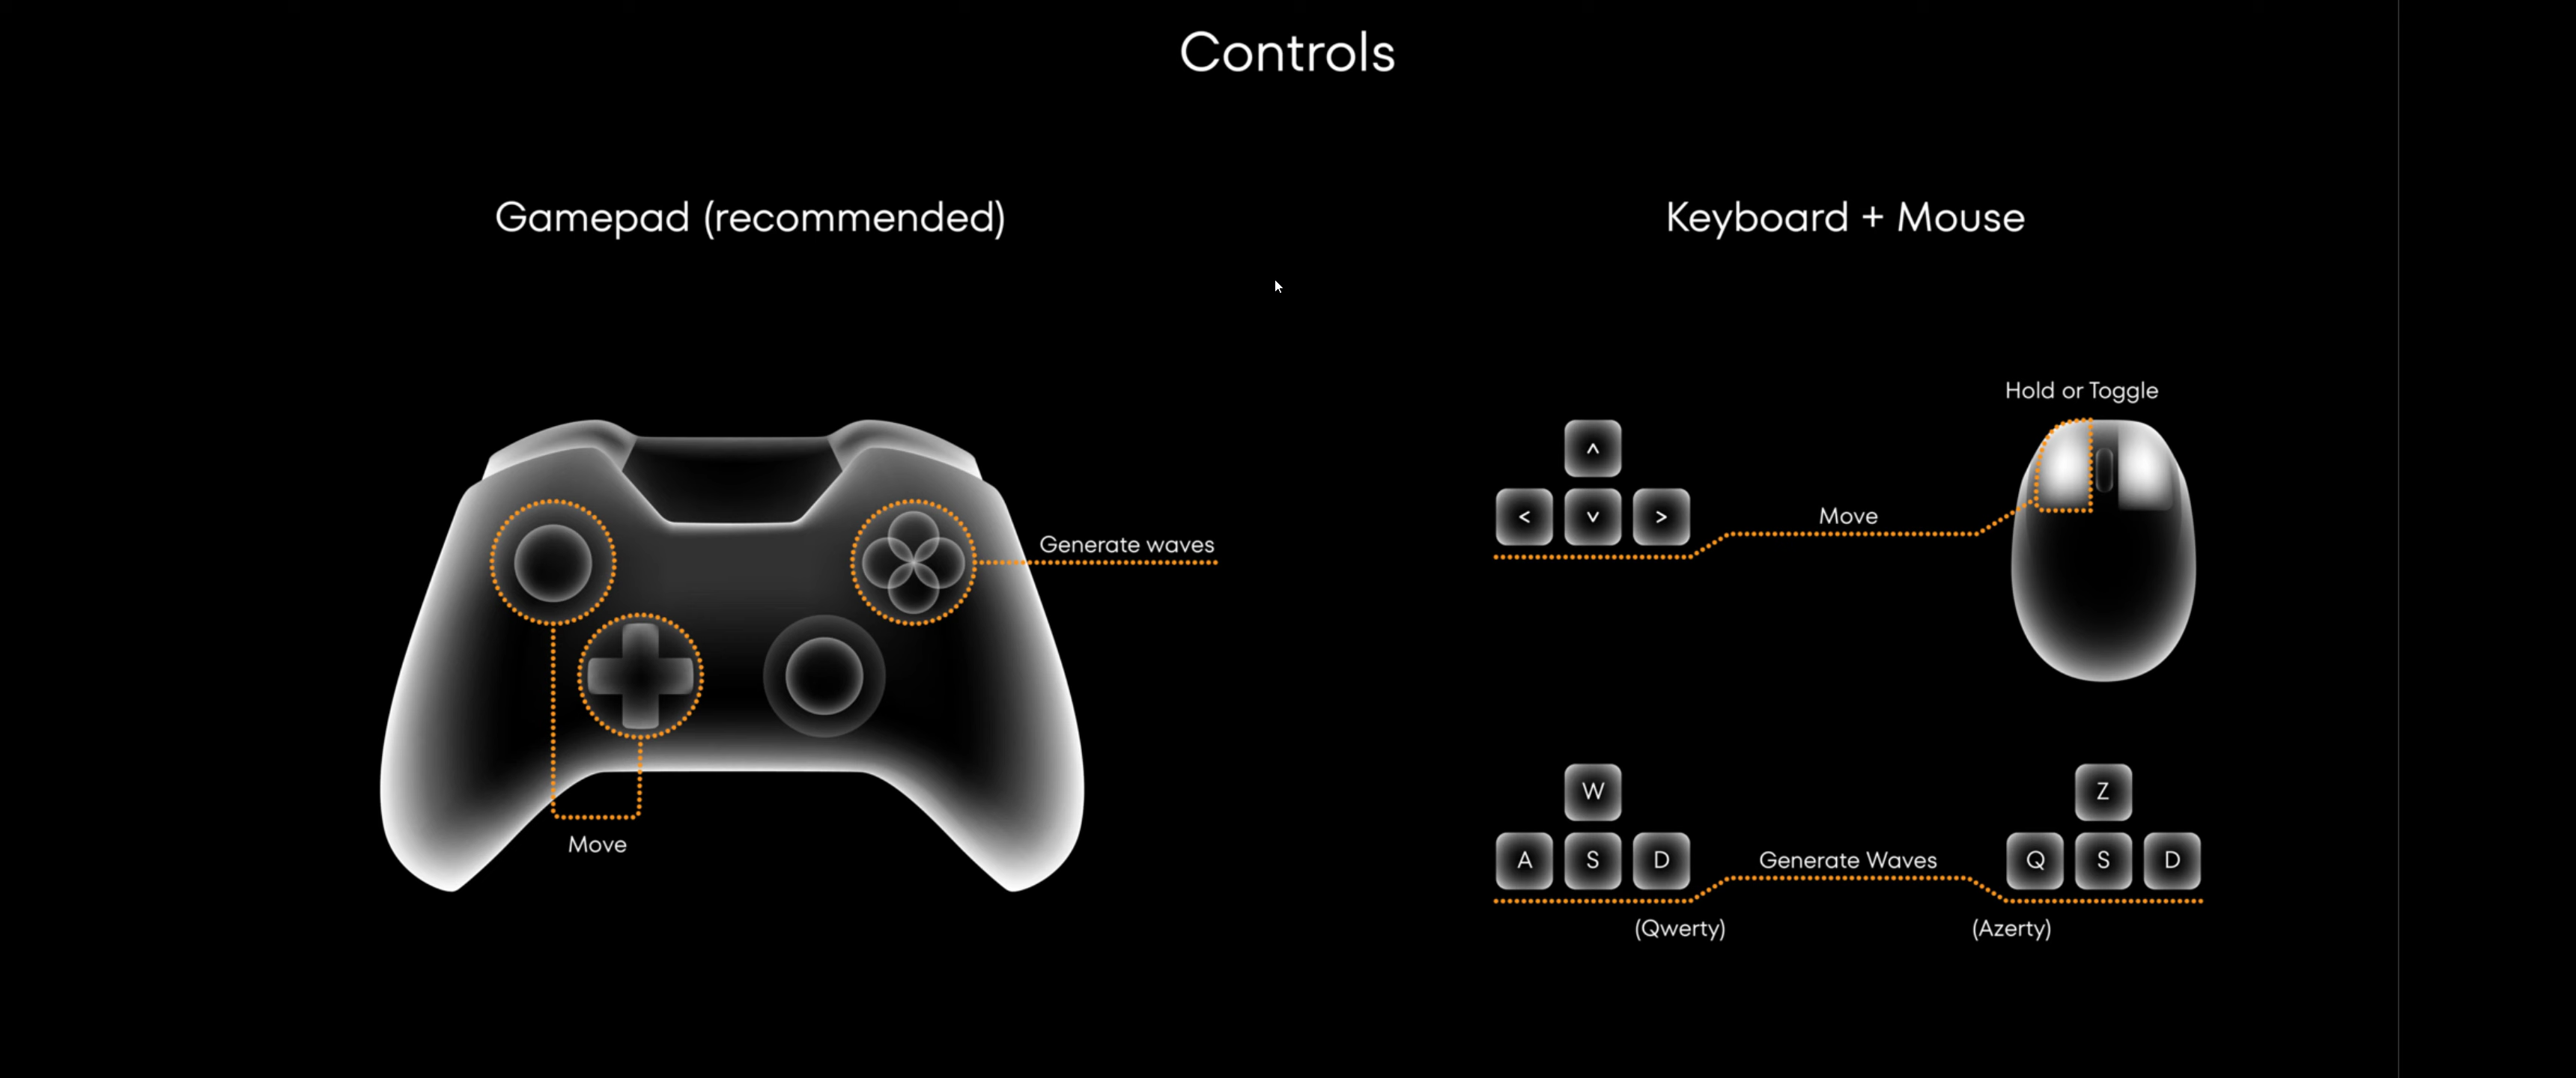 Controls
Gamepad (recommended)
Generate waves
Move
Keyboard + Mouse
Hold or Toggle
^
< v >
Move
W
A S D
Generate Waves
Z
Q S D
(Qwerty)
(Azerty)